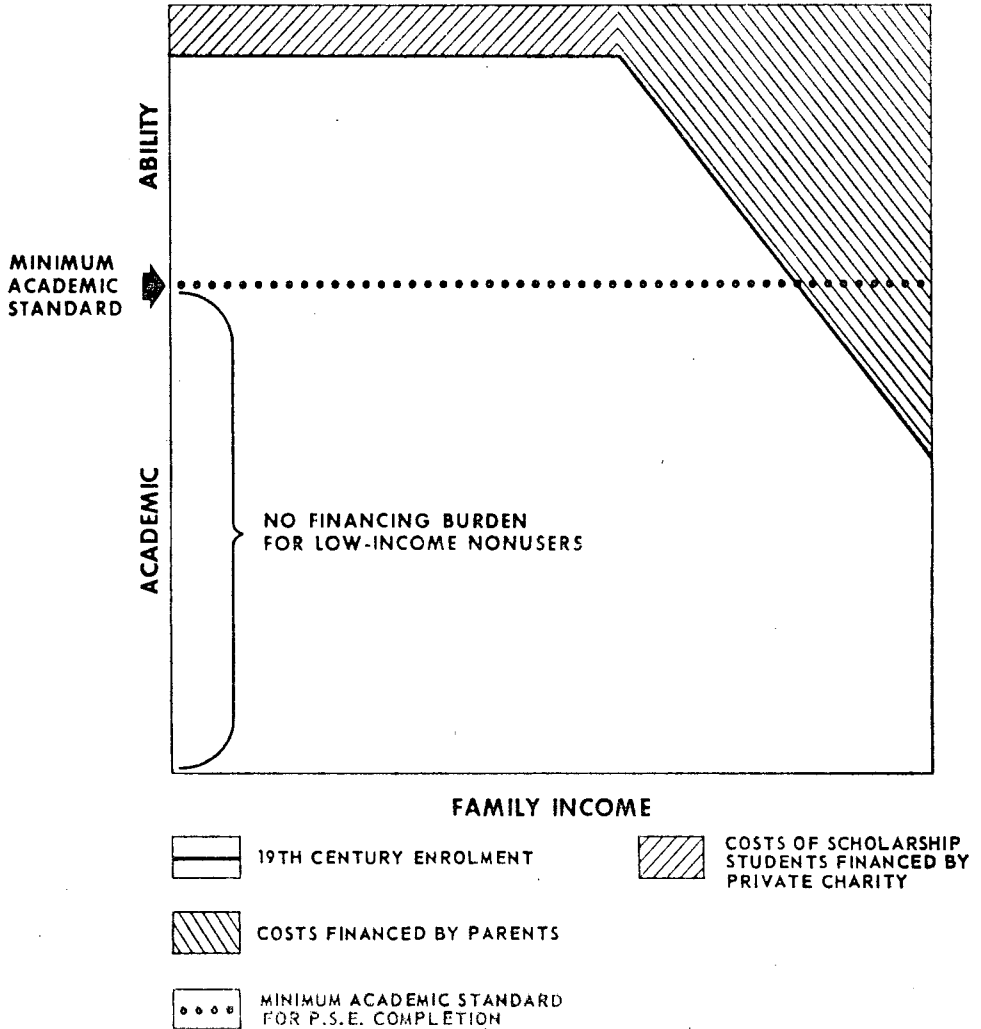 ABILITY
MINIMUM
ACADEMIC
STANDARD
ACADEMIC
NO FINANCING BURDEN
FOR LOW-INCOME NONUSERS
FAMILY INCOME
19TH CENTURY ENROLMENT
COSTS OF SCHOLARSHIP
STUDENTS FINANCED BY
PRIVATE CHARITY
COSTS FINANCED BY PARENTS
MINIMUM ACADEMIC STANDARD
FOR P.S.E. COMPLETION